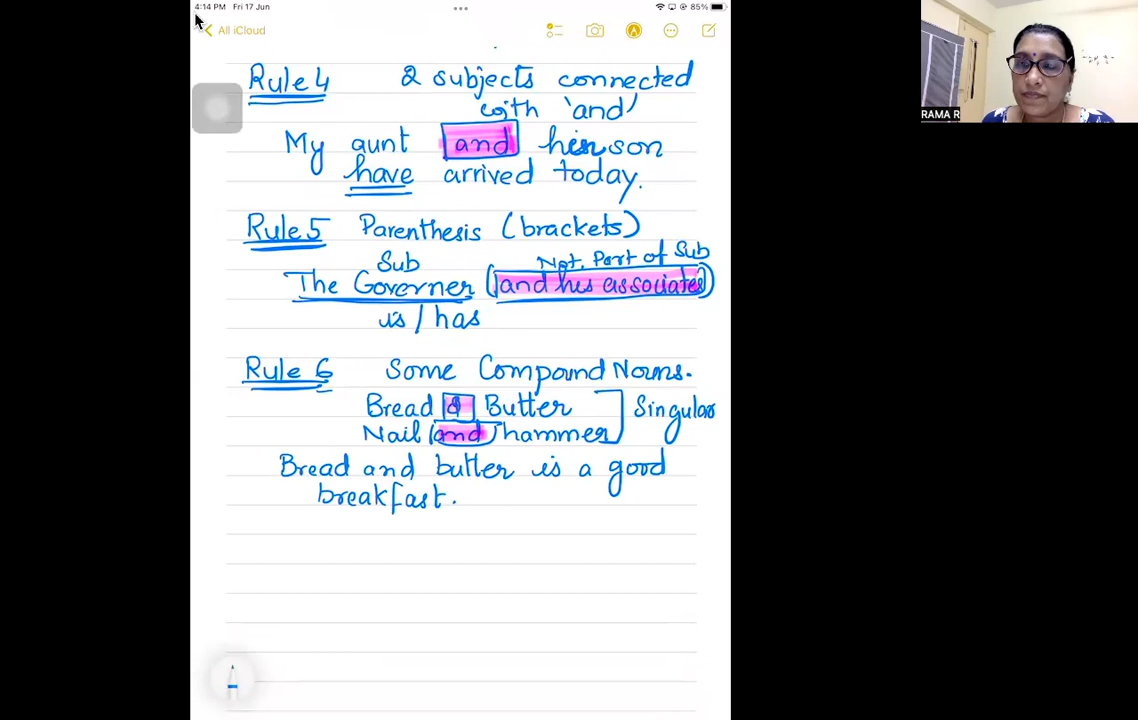 4:14 PM Fri 17 Jun
85%
All iCloud
Rule 4 2 subjects connected
with 'and'
My aunt and her son
have arrived today.
Rule 5 Parenthesis (brackets)
Sub Not. Part of Sub
The Governer (and his associates)
is / has
Rule 6 Some Compound Nouns.
Bread & Butter
Singular
Nail (and) hammer
Bread and butter is a good
breakfast.
RAMA R